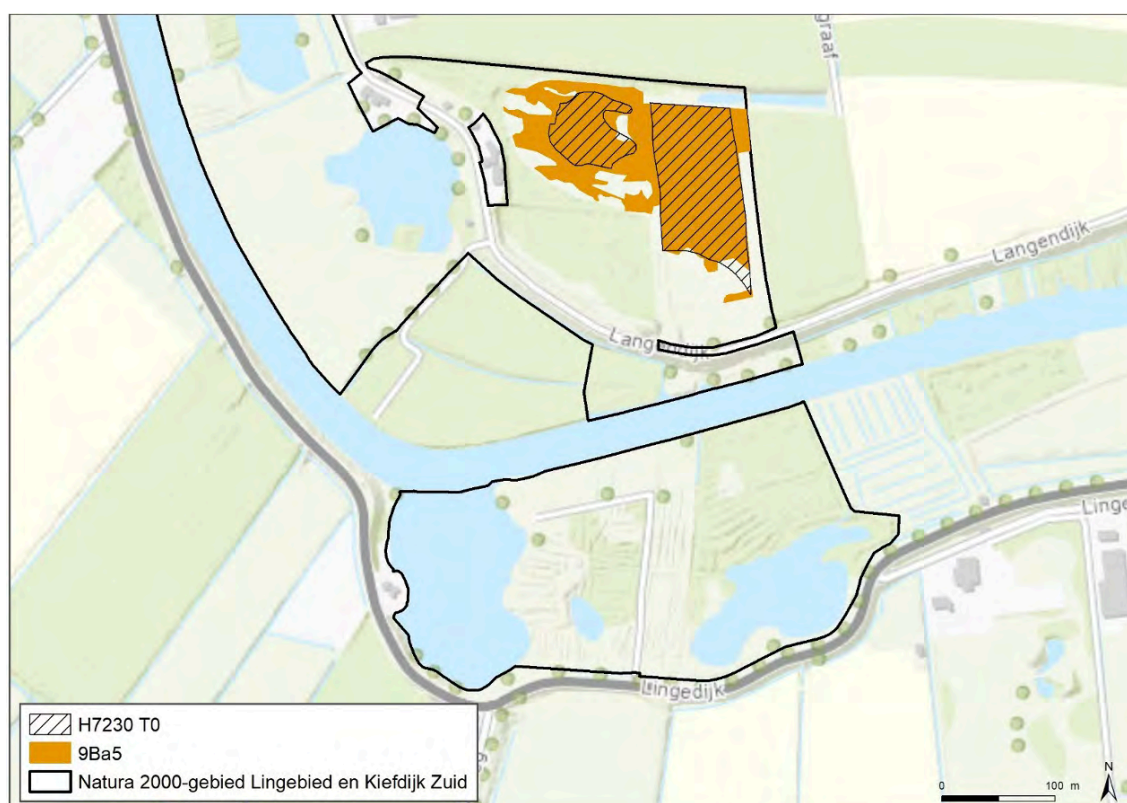 graaf
Langendijk
Langendijk
Linge
Lingedijk
H7230 T0
9Ba5
Natura 2000-gebied Lingebied en Kiefdijk Zuid
0 100 m
N